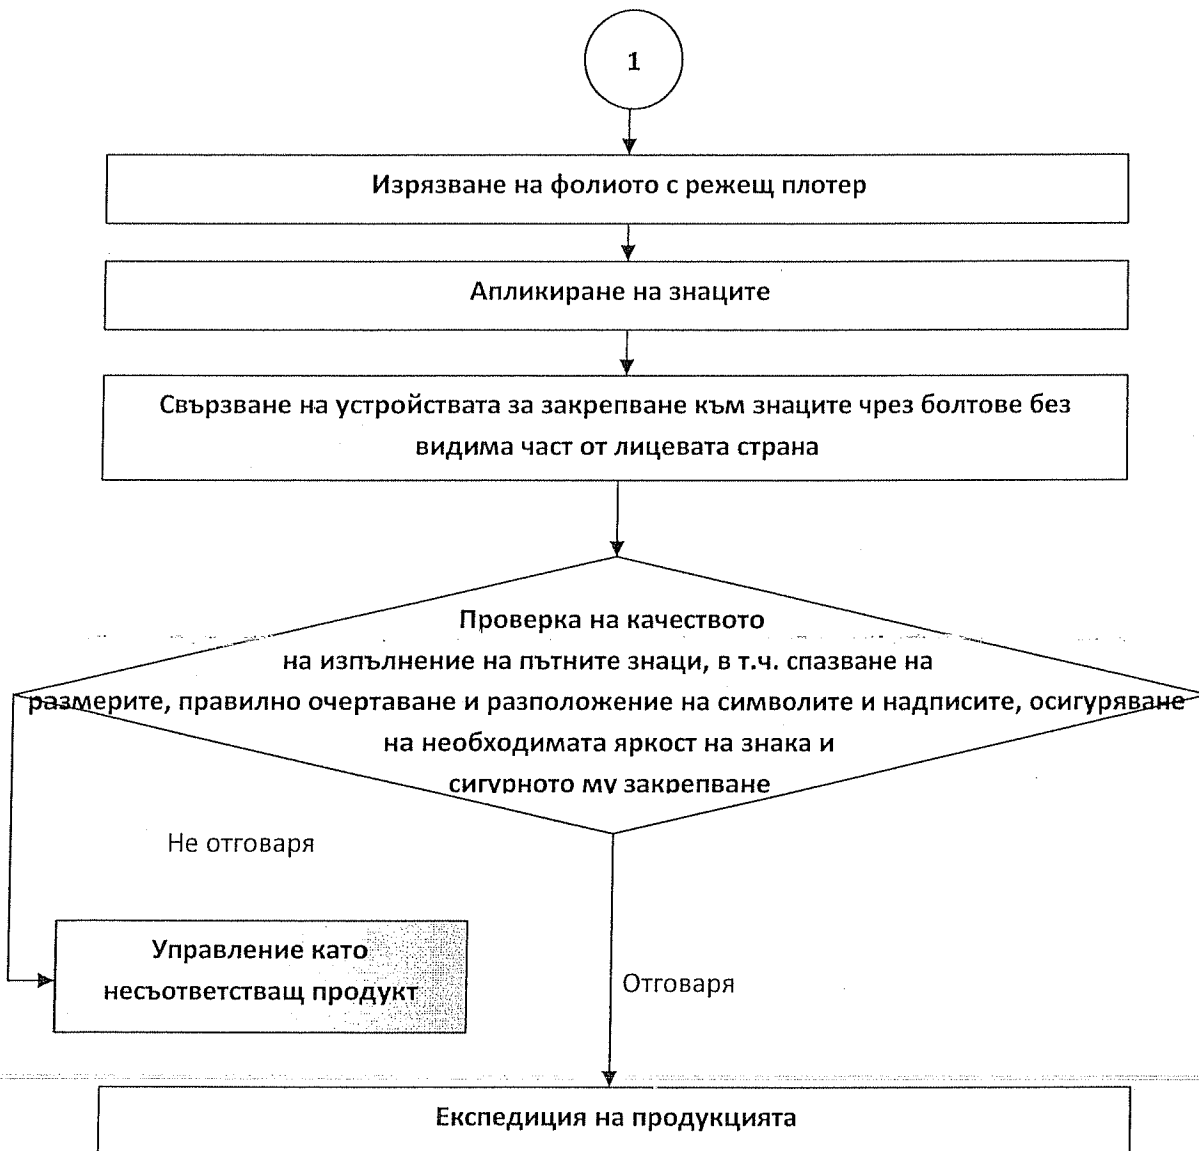 1
Изрязване на фолиото с режещ плотер
Апликиране на знаците
Свързване на устройствата за закрепване към знаците чрез болтове без
видима част от лицевата страна
Проверка на качеството
на изпълнение на пътните знаци, в т.ч. спазване на
размерите, правилно очертаване и разположение на символите и надписите, осигуряване
на необходимата яркост на знака и
сигурното му закрепване
Не отговаря
Управление като
несъответстващ продукт
Отговаря
Експедиция на продукцията